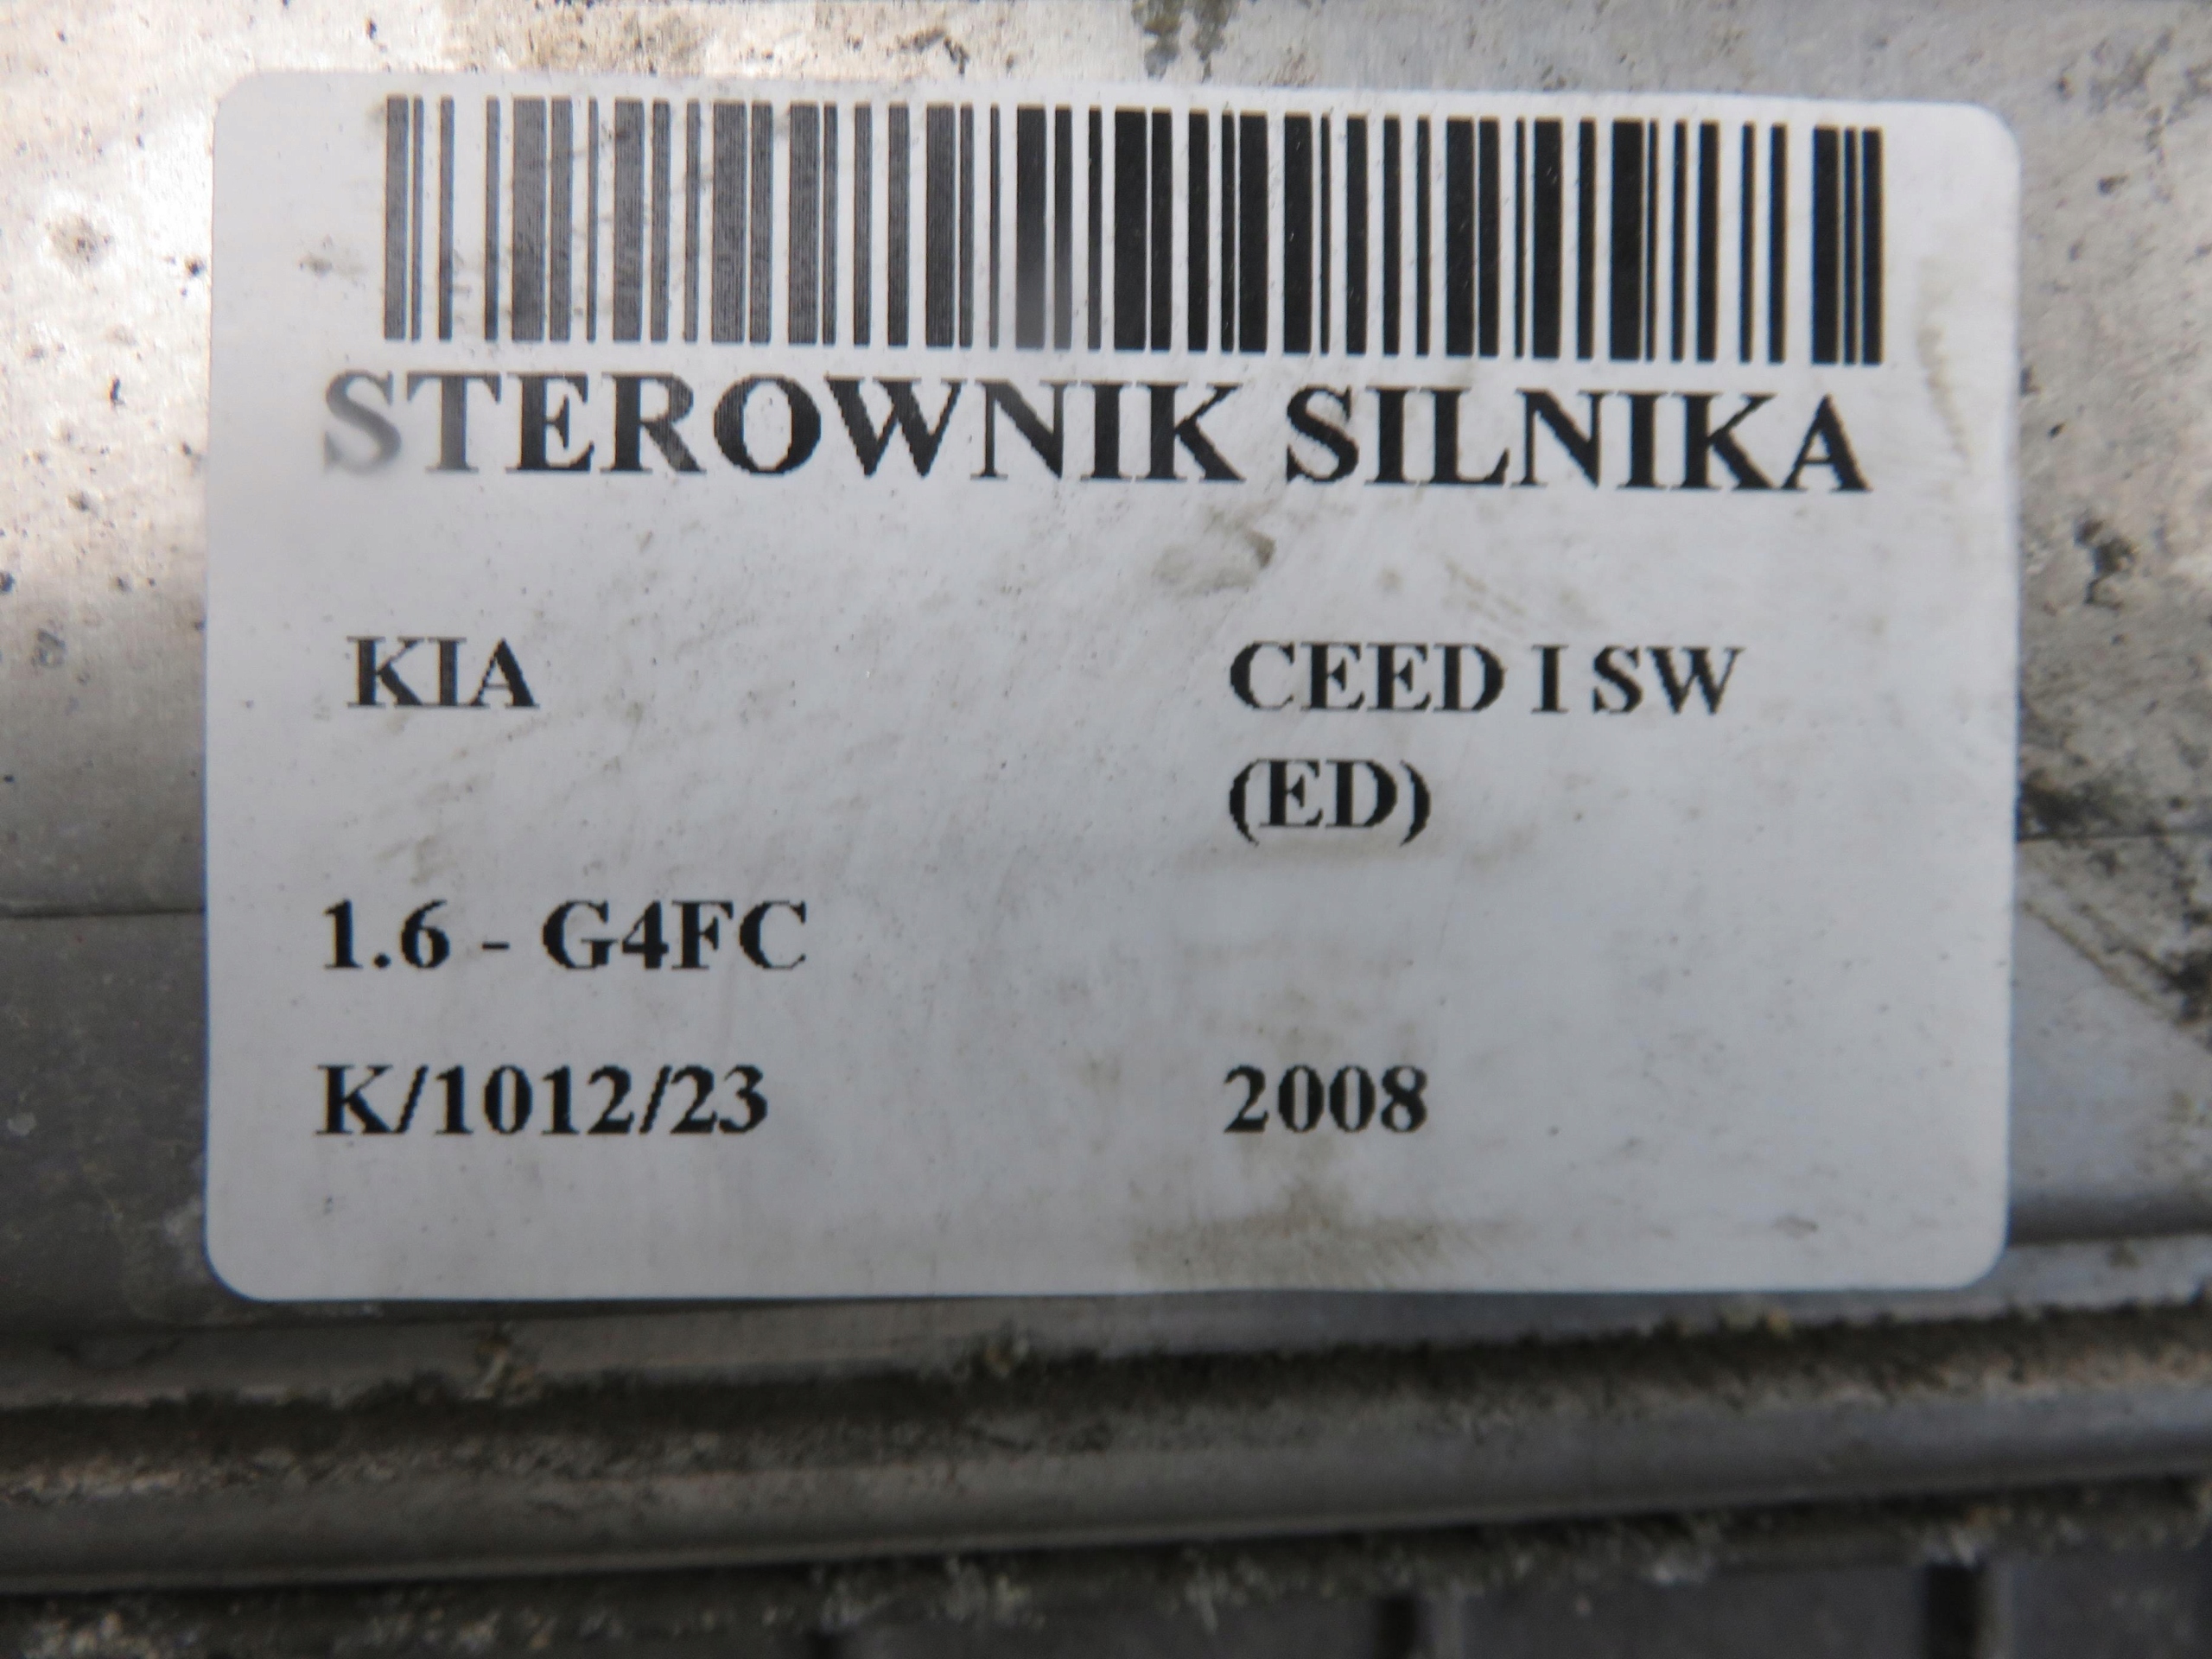 STEROWNIK SILNIKA
KIA CEED I SW
(ED)
1.6 - G4FC
K/1012/23 2008